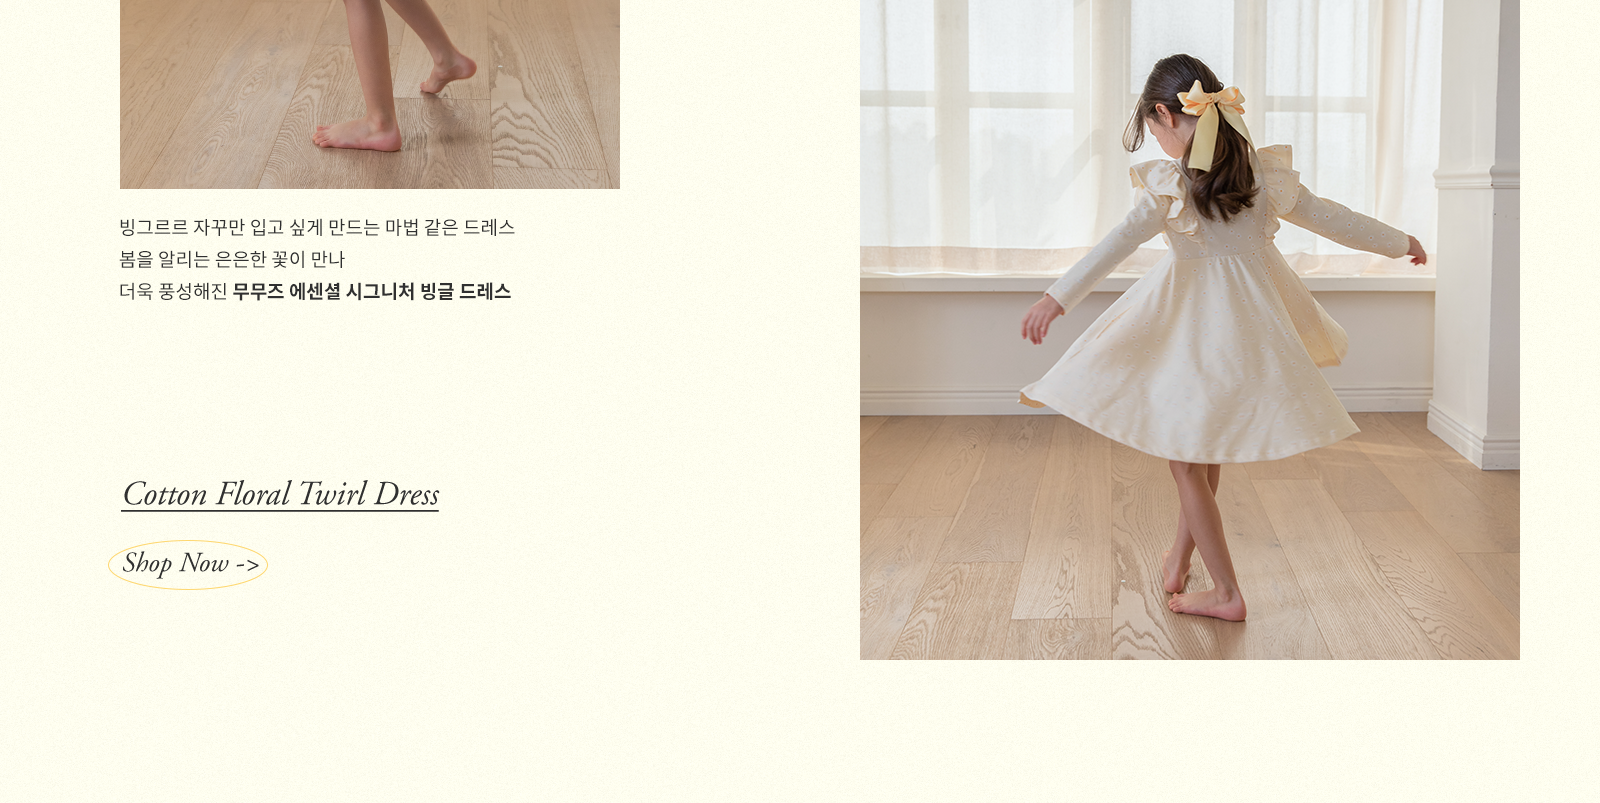 빙그르르 자꾸만 입고 싶게 만드는 마법 같은 드레스
봄을 알리는 은은한 꽃이 만나
더욱 풍성해진 무무즈 에센셜 시그니처 빙글 드레스
Cotton Floral Twirl Dress
Shop Now ->